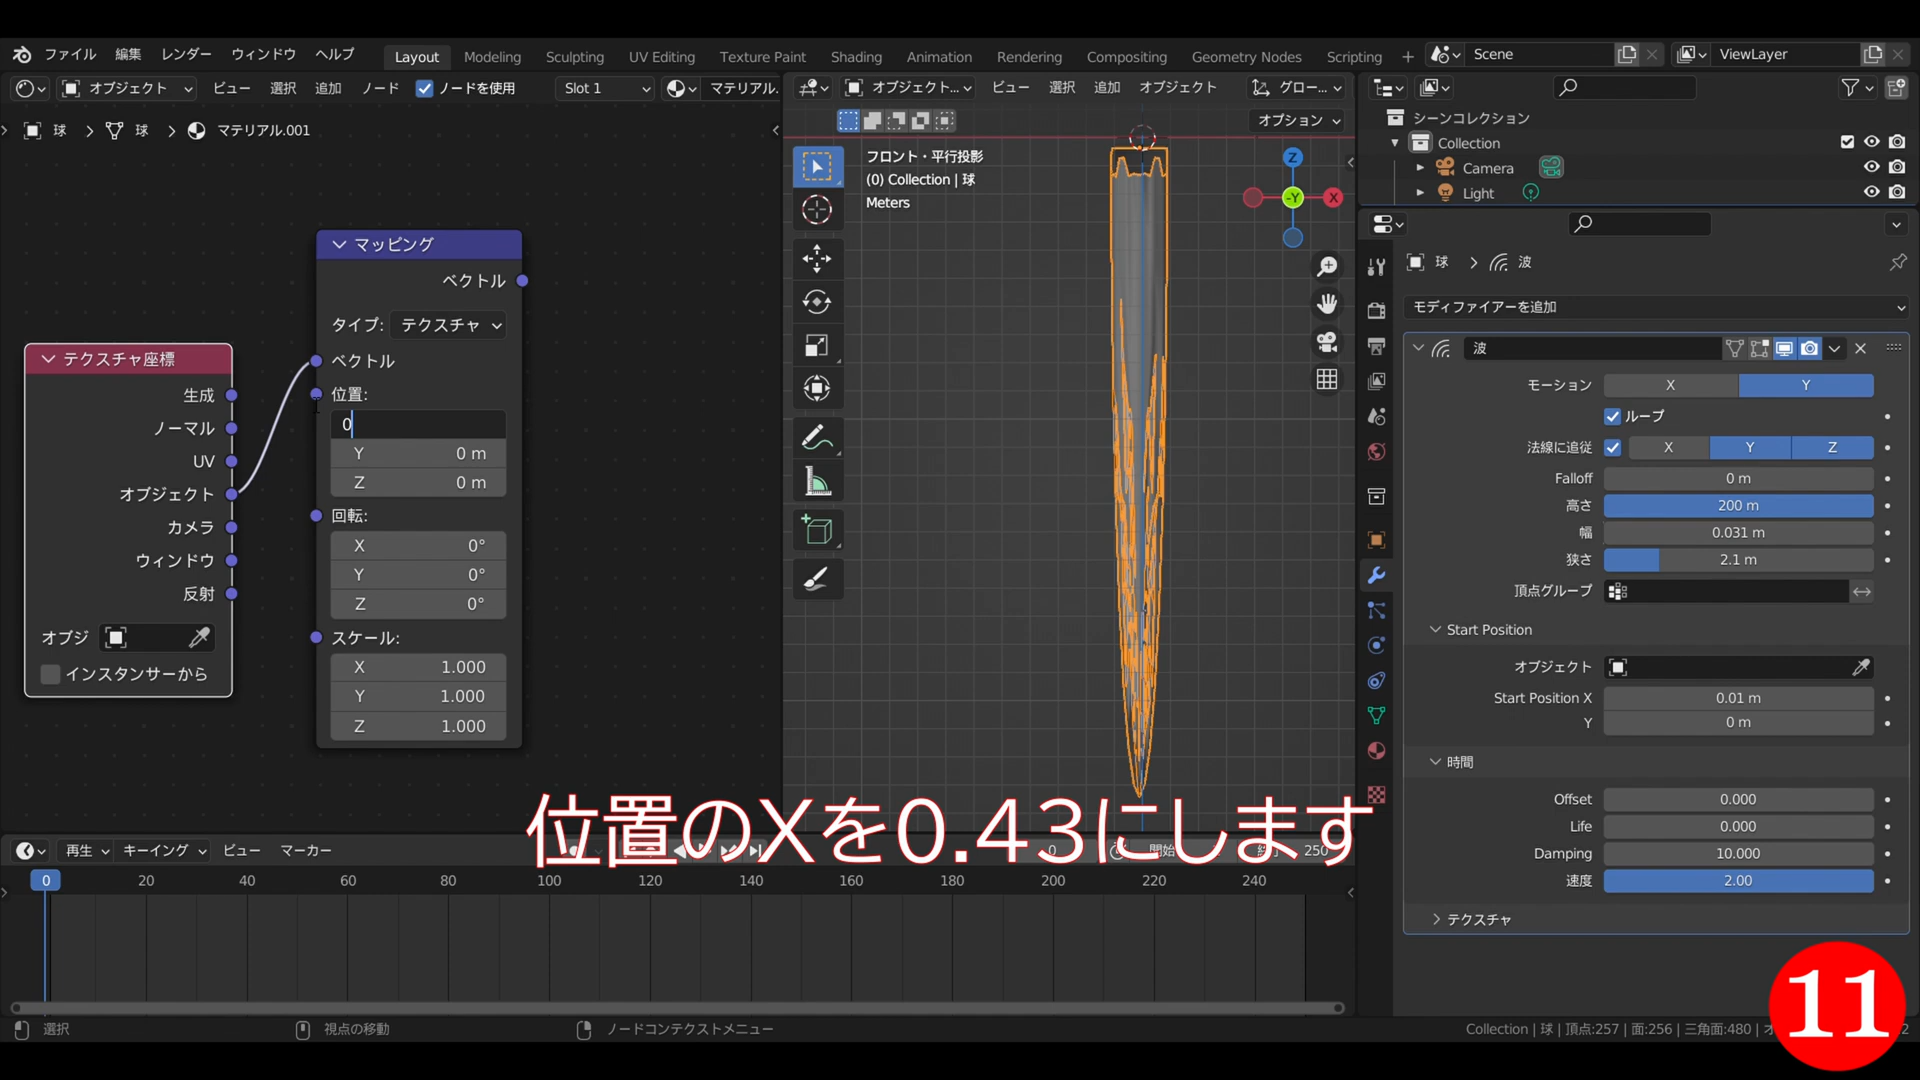 ファイル 編集 レンダー ウィンドウ ヘルプ Layout Modeling Sculpting UV Editing Texture Paint Shading Animation Rendering Compositing Geometry Nodes Scripting + Scene ViewLayer
オブジェクト ビュー 選択 追加 ノード ノードを使用 Slot 1 マテリアル.
球 > 球 > マテリアル.001
マッピング
ベクトル
タイプ: テクスチャ
ベクトル
位置:
0
Y 0 m
Z 0 m
回転:
X 0°
Y 0°
Z 0°
スケール:
X 1.000
Y 1.000
Z 1.000
テクスチャ座標
生成
ノーマル
UV
オブジェクト
カメラ
ウィンドウ
反射
オブジ
インスタンサーから
オブジェクト... ビュー 選択 追加 オブジェクト グロー...
オプション
フロント・平行投影
(0) Collection | 球
Meters
Z
-Y X
シーンコレクション
Collection
Camera
Light
球 > 波
モディファイアーを追加
波
モーション X Y
ループ
法線に追従 X Y Z
Falloff 0 m
高さ 200 m
幅 0.031 m
狭さ 2.1 m
頂点グループ
Start Position
オブジェクト
Start Position X 0.01 m
Y 0 m
時間
Offset 0.000
Life 0.000
Damping 10.000
速度 2.00
テクスチャ
位置のXを0.43にします
再生 キーイング ビュー マーカー 0 開始 250
0 20 40 60 80 100 120 140 160 180 200 220 240
選択 視点の移動 ノードコンテクストメニュー Collection | 球 | 頂点:257 | 面:256 | 三角面:480 | オ 2
11